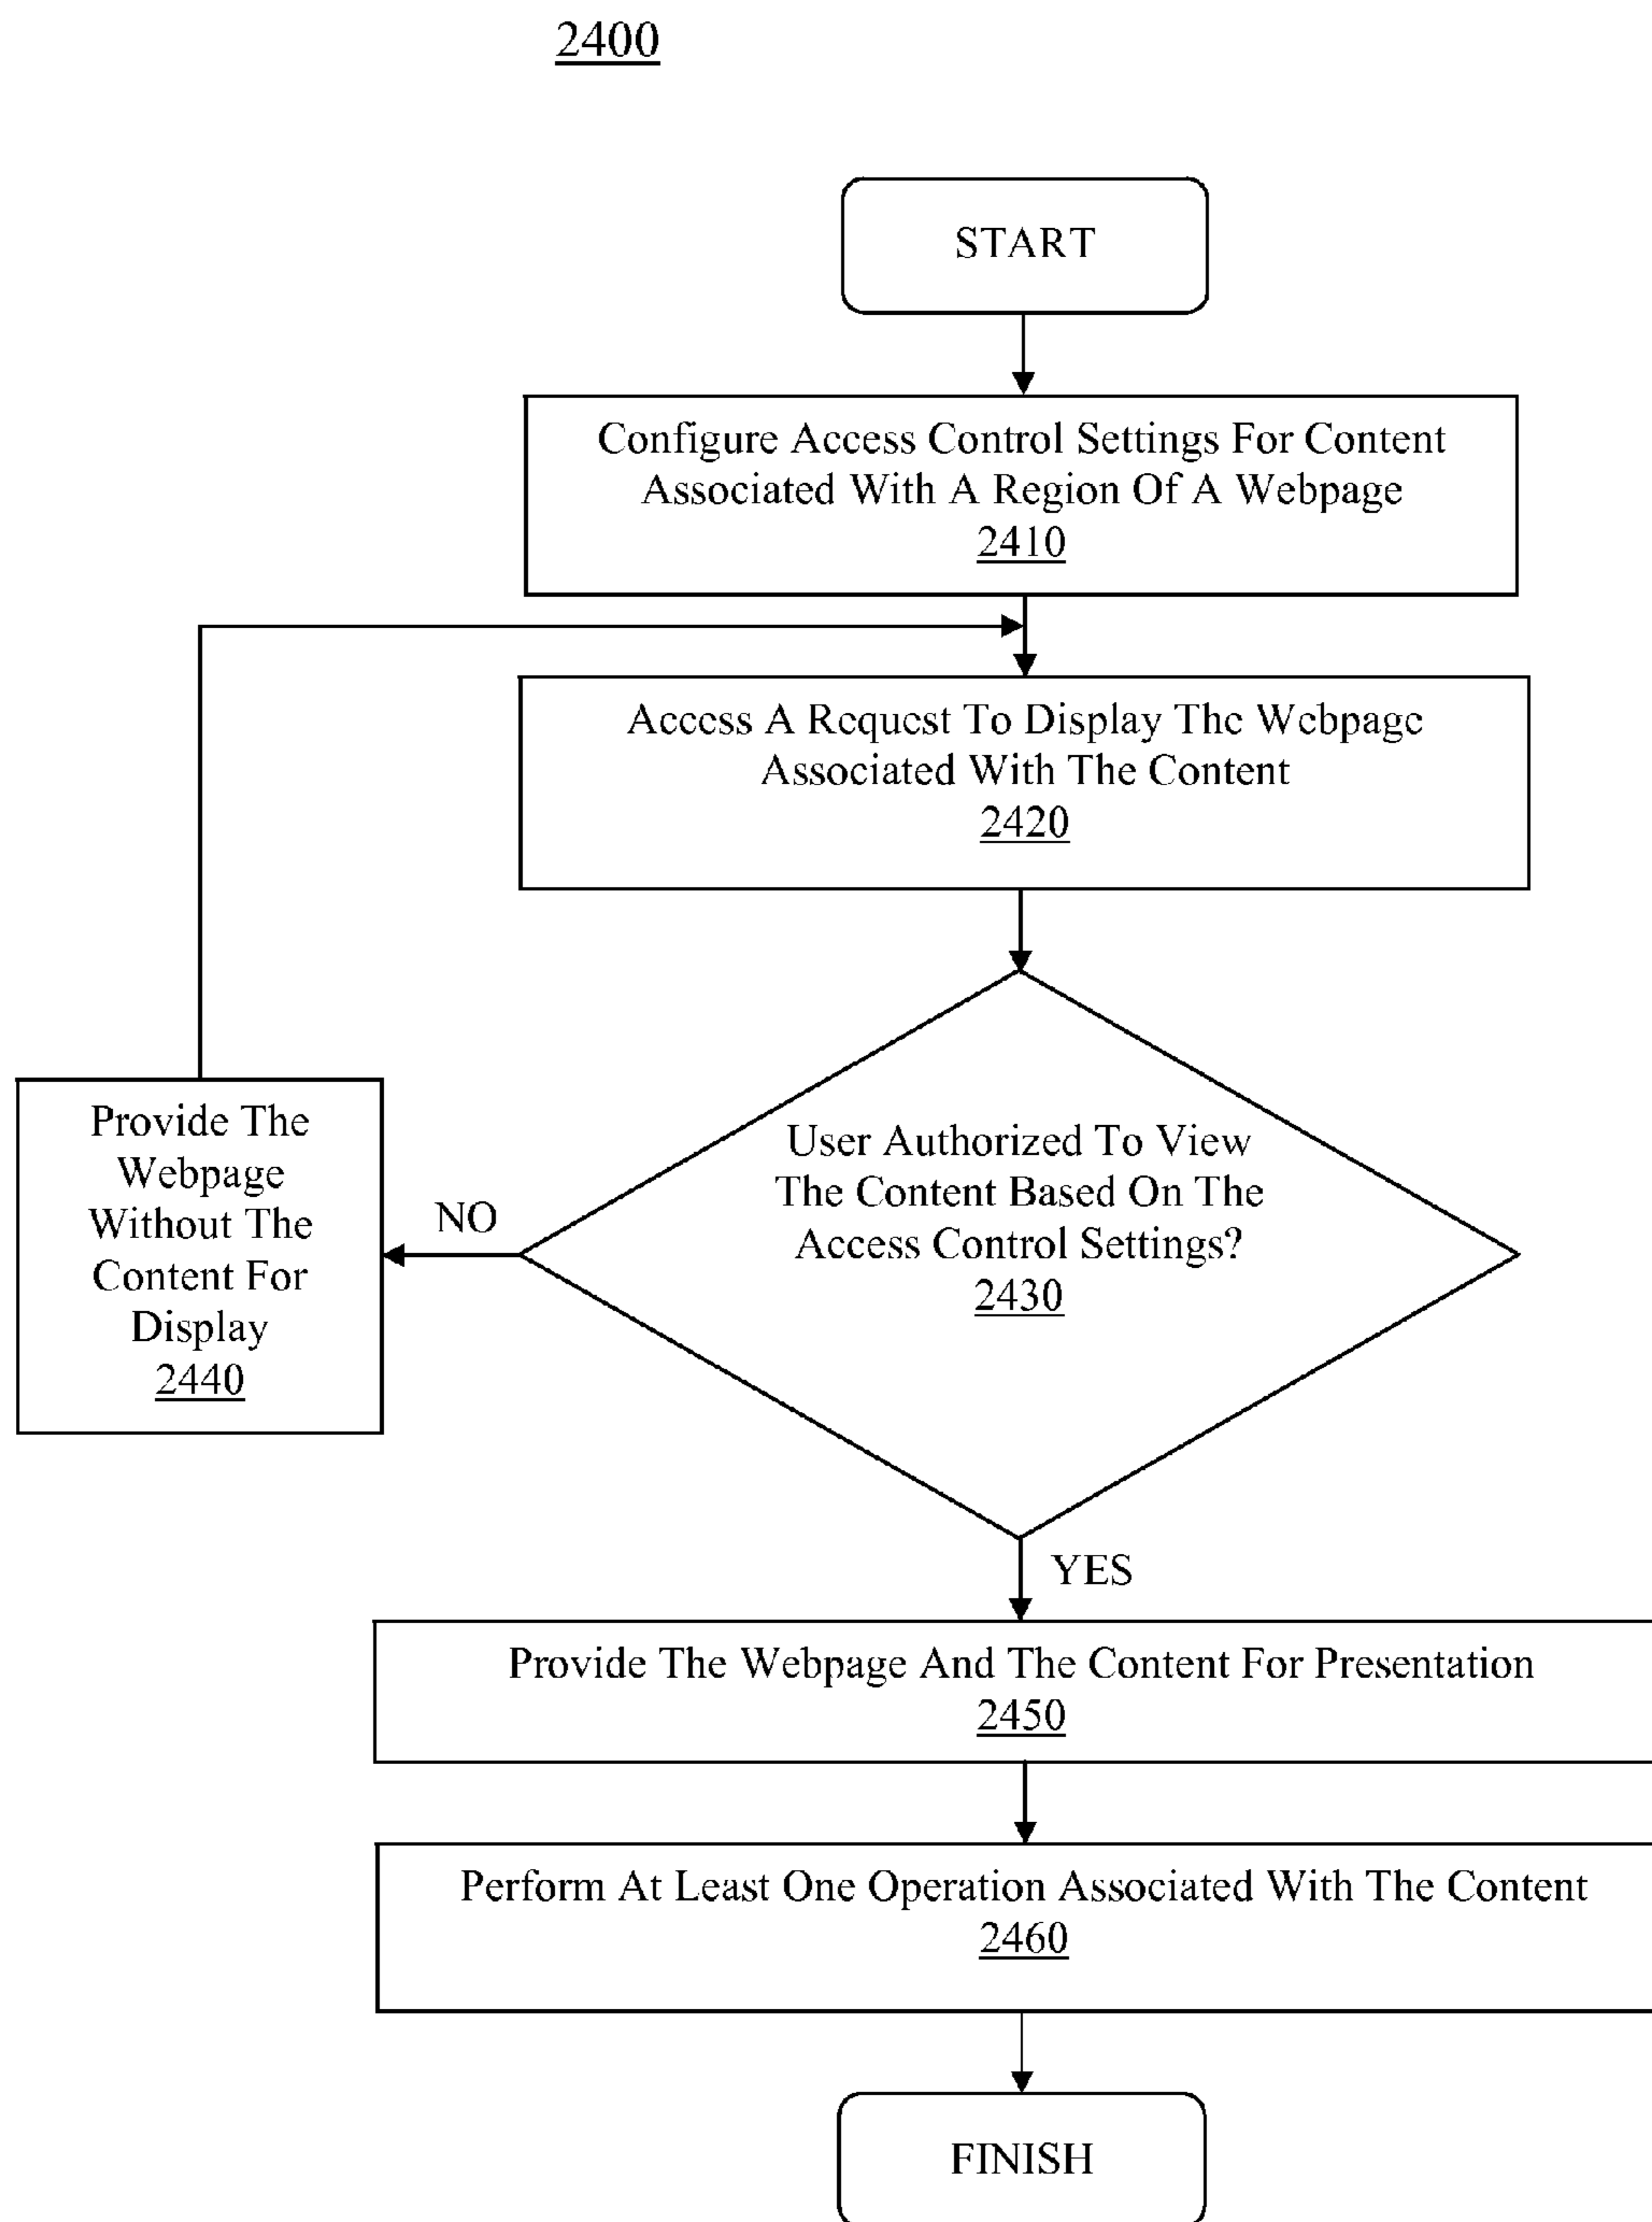 2400
START
Configure Access Control Settings For Content
Associated With A Region Of A Webpage
2410
Access A Request To Display The Webpage
Associated With The Content
2420
User Authorized To View
The Content Based On The
Access Control Settings?
2430
NO
Provide The
Webpage
Without The
Content For
Display
2440
YES
Provide The Webpage And The Content For Presentation
2450
Perform At Least One Operation Associated With The Content
2460
FINISH